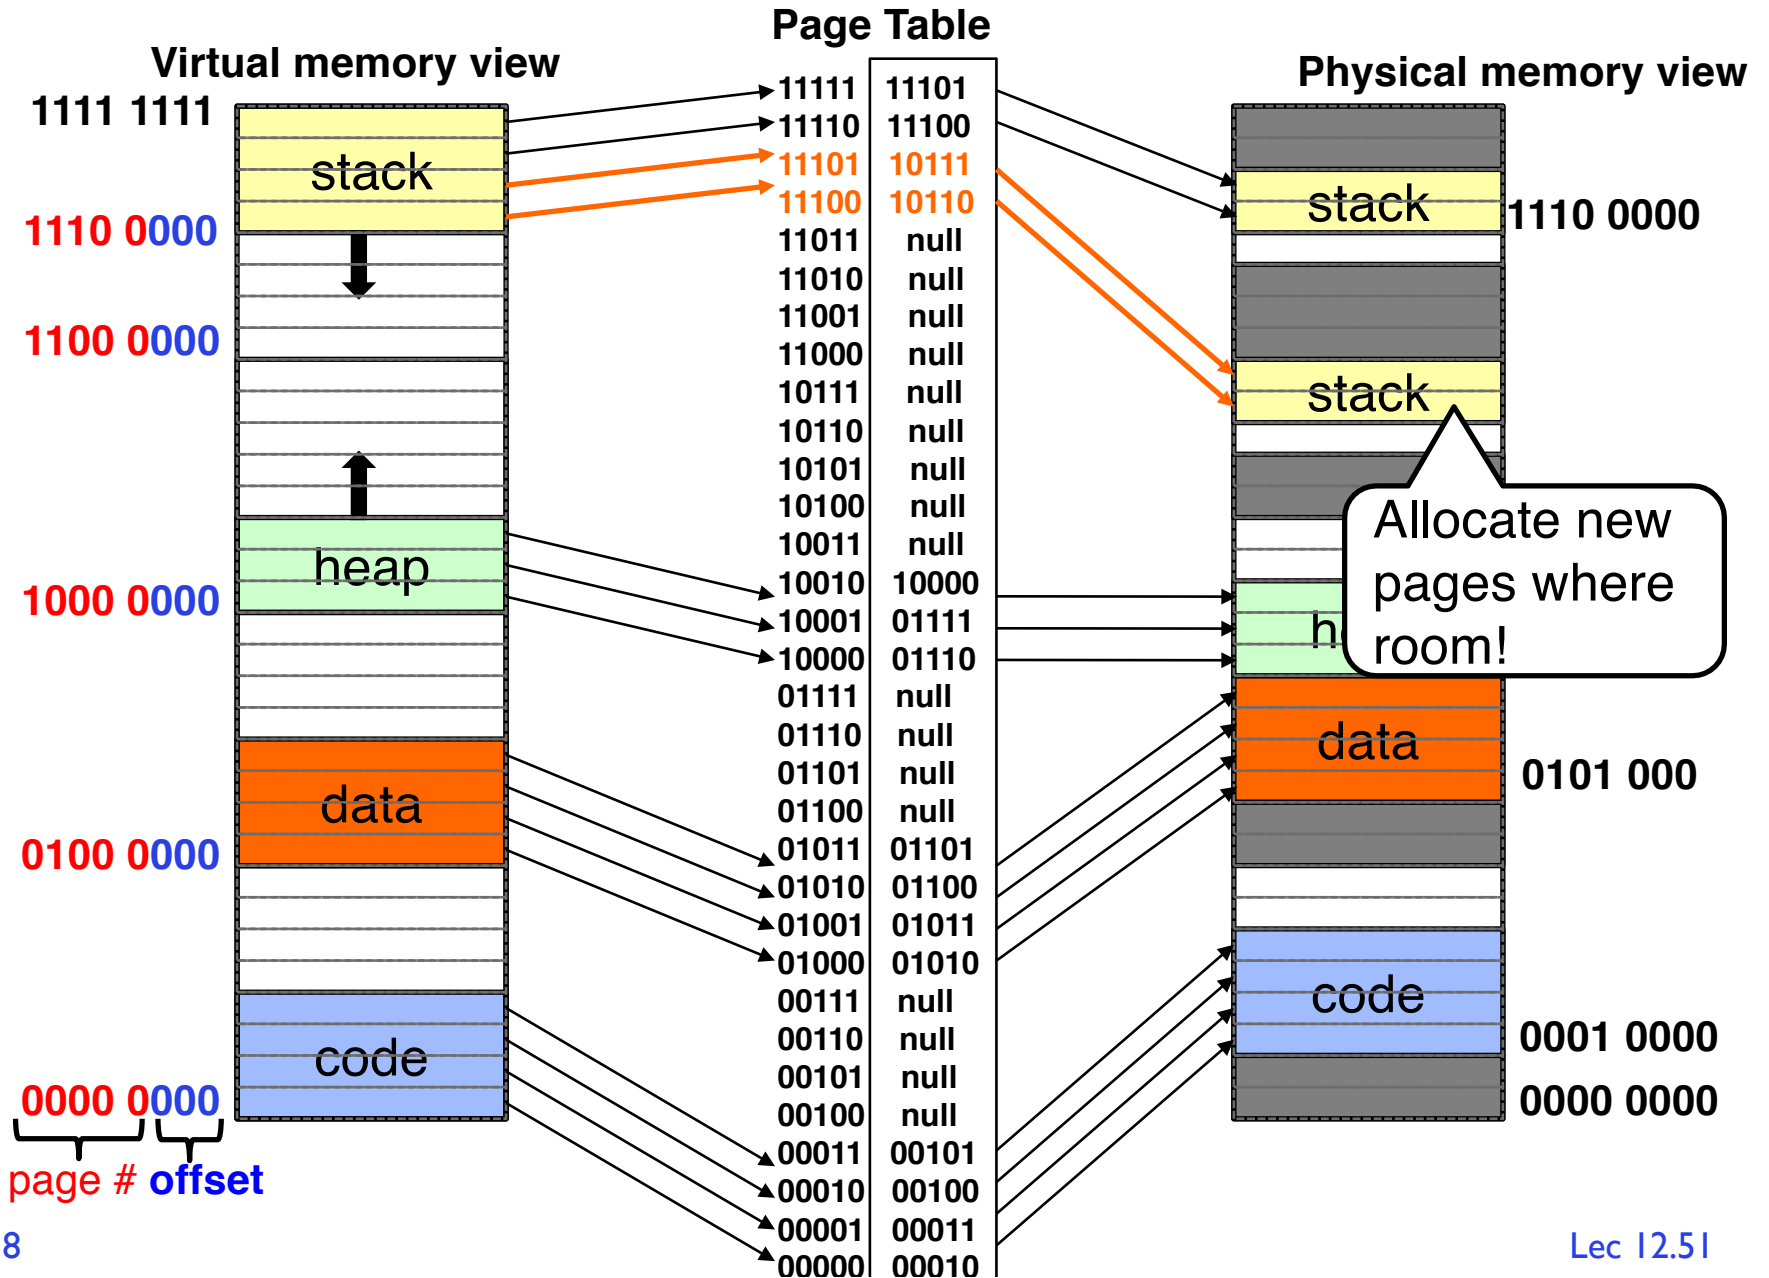 Page Table
Virtual memory view
Physical memory view
1111 1111
stack
1110 0000
1100 0000
heap
1000 0000
data
0100 0000
code
0000 0000
page # offset
11111 11101
11110 11100
11101 10111
11100 10110
11011 null
11010 null
11001 null
11000 null
10111 null
10110 null
10101 null
10100 null
10011 null
10010 10000
10001 01111
10000 01110
01111 null
01110 null
01101 null
01100 null
01011 01101
01010 01100
01001 01011
01000 01010
00111 null
00110 null
00101 null
00100 null
00011 00101
00010 00100
00001 00011
00000 00010
stack
1110 0000
stack
Allocate new
pages where
room!
h
data
0101 000
code
0001 0000
0000 0000
8
Lec 12.51